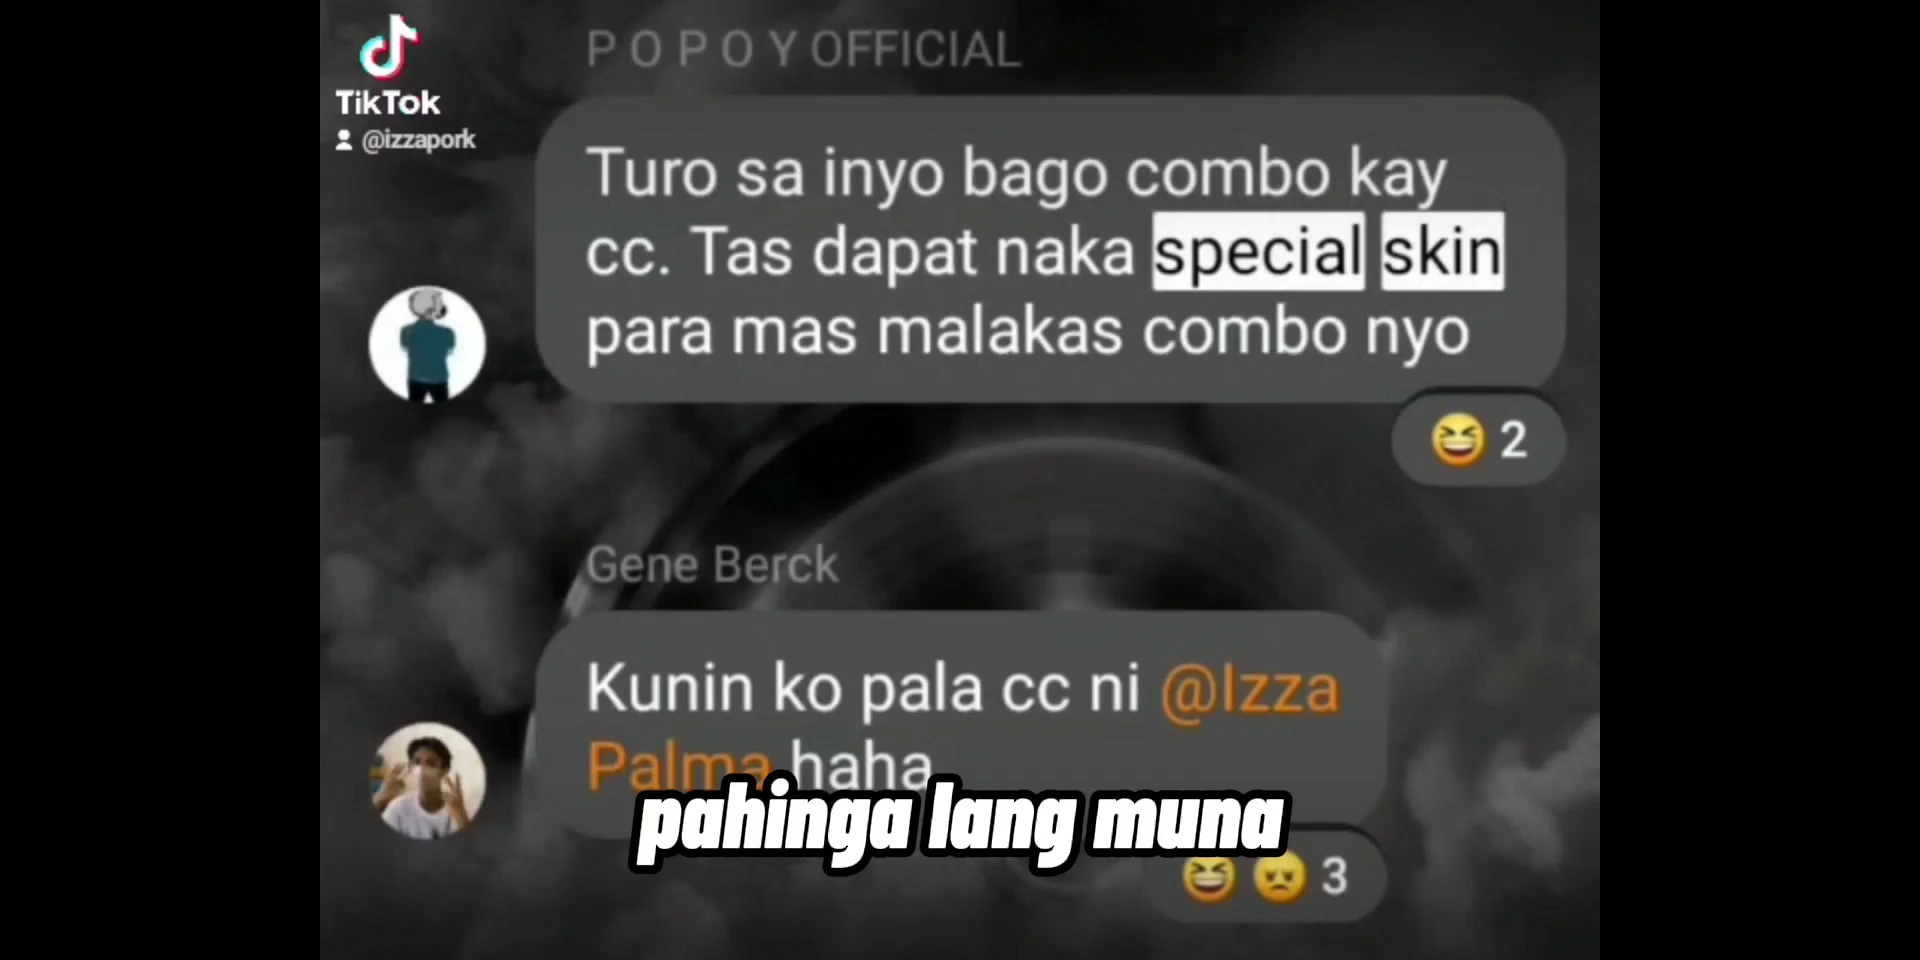 TikTok
@izzapork
P O P O Y OFFICIAL
Turo sa inyo bago combo kay
cc. Tas dapat naka special skin
para mas malakas combo nyo
2
Gene Berck
Kunin ko pala cc ni @Izza
Palma haha
pahinga lang muna
3